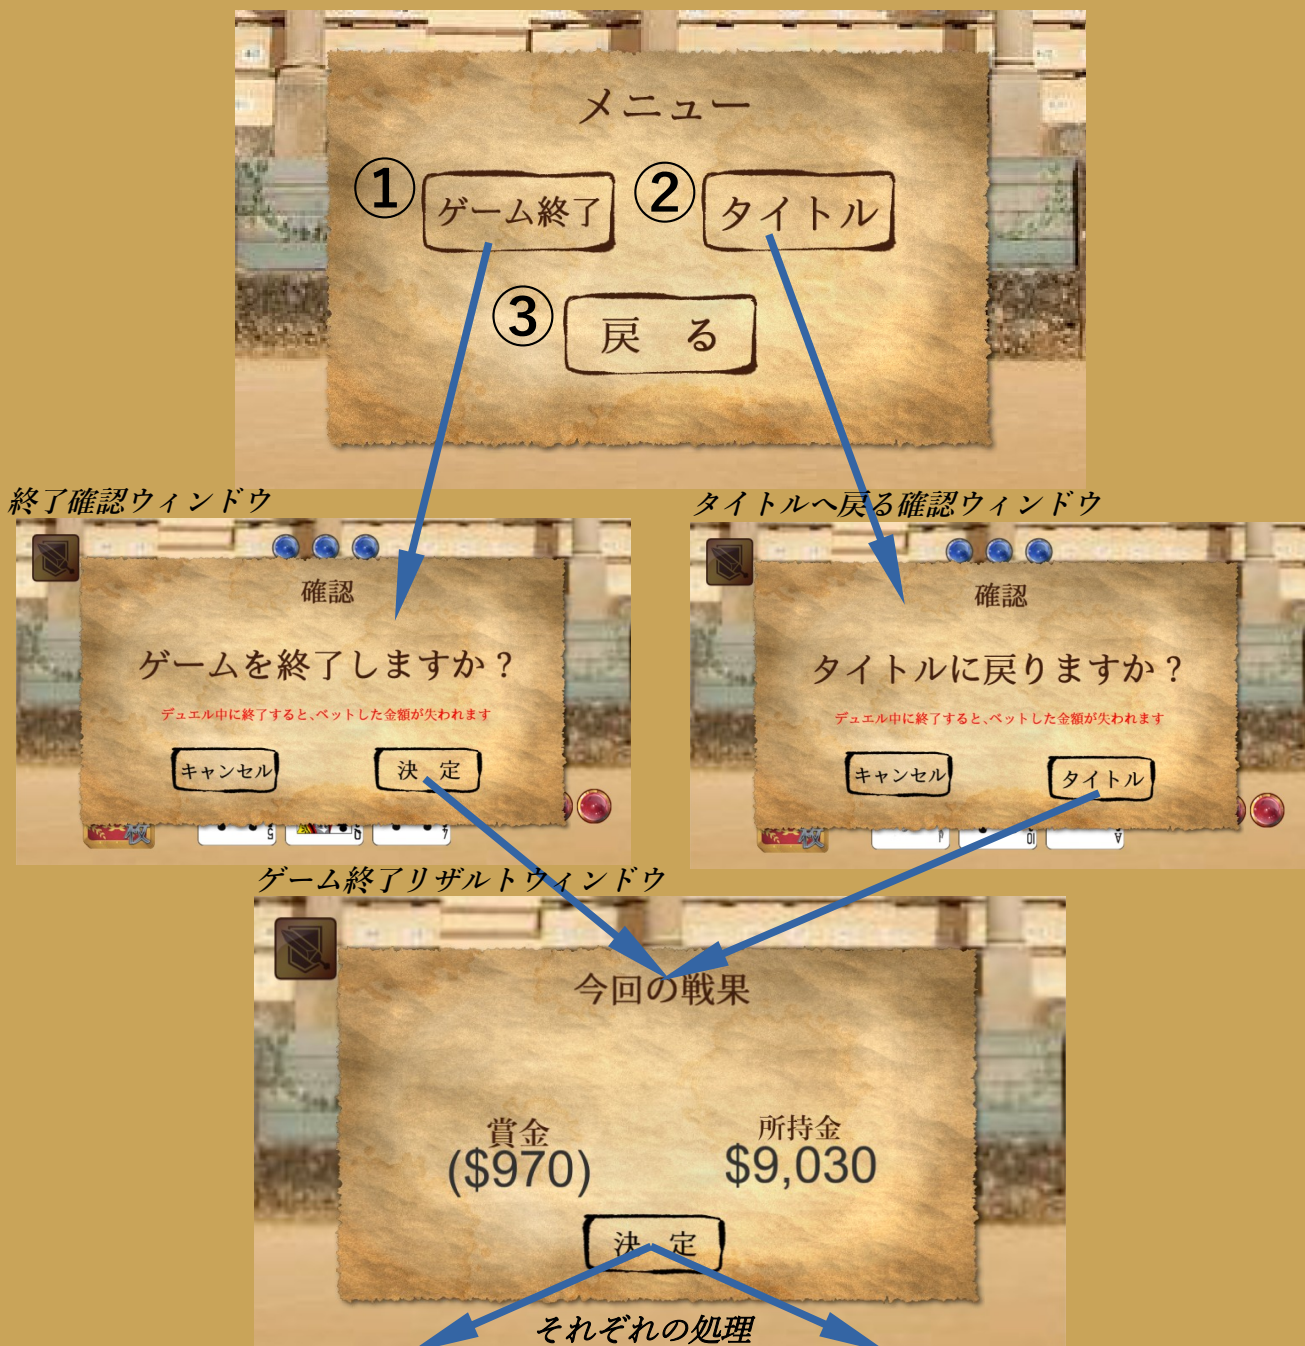 メニュー
① ゲーム終了 ② タイトル
③ 戻 る
終了確認ウィンドウ
確認
ゲームを終了しますか？
デュエル中に終了すると、ベットした金額が失われます
キャンセル 決 定
5 Q 4
タイトルへ戻る確認ウィンドウ
確認
タイトルに戻りますか？
デュエル中に終了すると、ベットした金額が失われます
キャンセル タイトル
10 A
ゲーム終了リザルトウィンドウ
今回の戦果
賞金 所持金
($970) $9,030
決 定
それぞれの処理